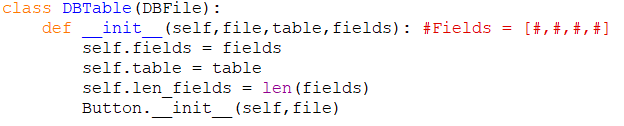 class DBTable(DBFile):
    def __init__(self,file,table,fields): #Fields = [#,#,#,#]
        self.fields = fields
        self.table = table
        self.len_fields = len(fields)
        Button.__init__(self,file)